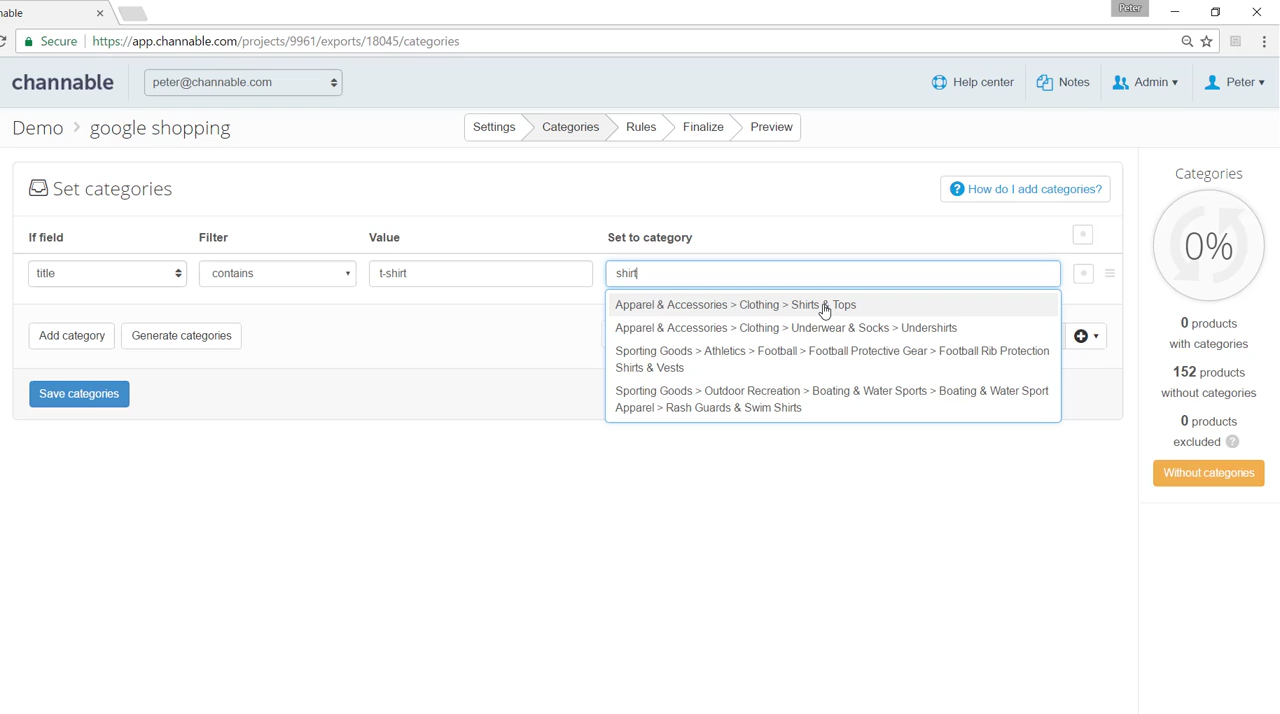 nable
Peter
Secure
https://app.channable.com/projects/9961/exports/18045/categories
channable
peter@channable.com
Help center
Notes
Admin
Peter
Demo > google shopping
Settings
Categories
Rules
Finalize
Preview
Set categories
? How do I add categories?
If field
Filter
Value
Set to category
title
contains
t-shirt
shirt
Apparel & Accessories > Clothing > Shirts & Tops
Apparel & Accessories > Clothing > Underwear & Socks > Undershirts
Sporting Goods > Athletics > Football > Football Protective Gear > Football Rib Protection
Shirts & Vests
Sporting Goods > Outdoor Recreation > Boating & Water Sports > Boating & Water Sport
Apparel > Rash Guards & Swim Shirts
Add category
Generate categories
Save categories
Categories
0%
0 products
with categories
152 products
without categories
0 products
excluded ?
Without categories